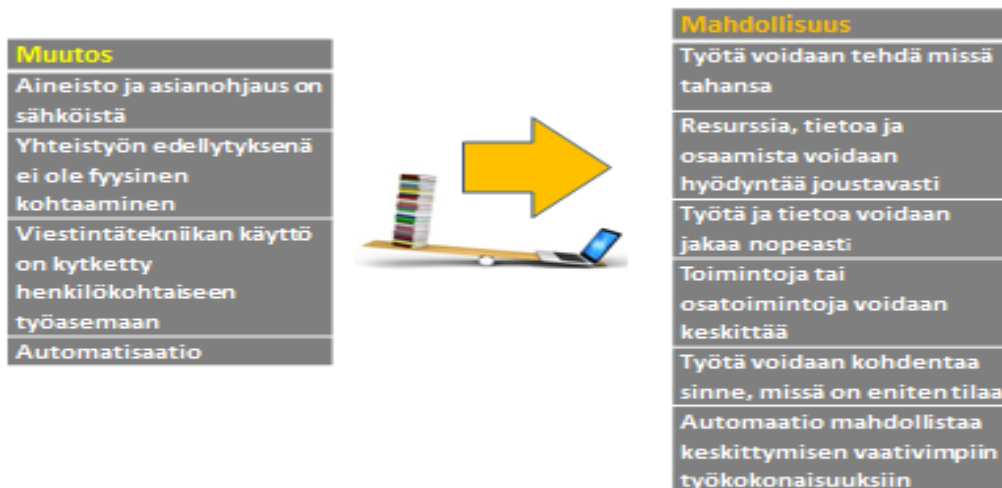 Muutos
Aineisto ja asianohjaus on
sähköistä
Yhteistyön edellytyksenä
ei ole fyysinen
kohtaaminen
Viestintätekniikan käyttö
on kytketty
henkilökohtaiseen
työasemaan
Automatisaatio
Mahdollisuus
Työtä voidaan tehdä missä
tahansa
Resurssia, tietoa ja
osaamista voidaan
hyödyntää joustavasti
Työtä ja tietoa voidaan
jakaa nopeasti
Toimintoja tai
osatoimintoja voidaan
keskittää
Työtä voidaan kohdentaa
sinne, missä on eniten tilaa
Automaatio mahdollistaa
keskittymisen vaativimpiin
työkokonaisuuksiin